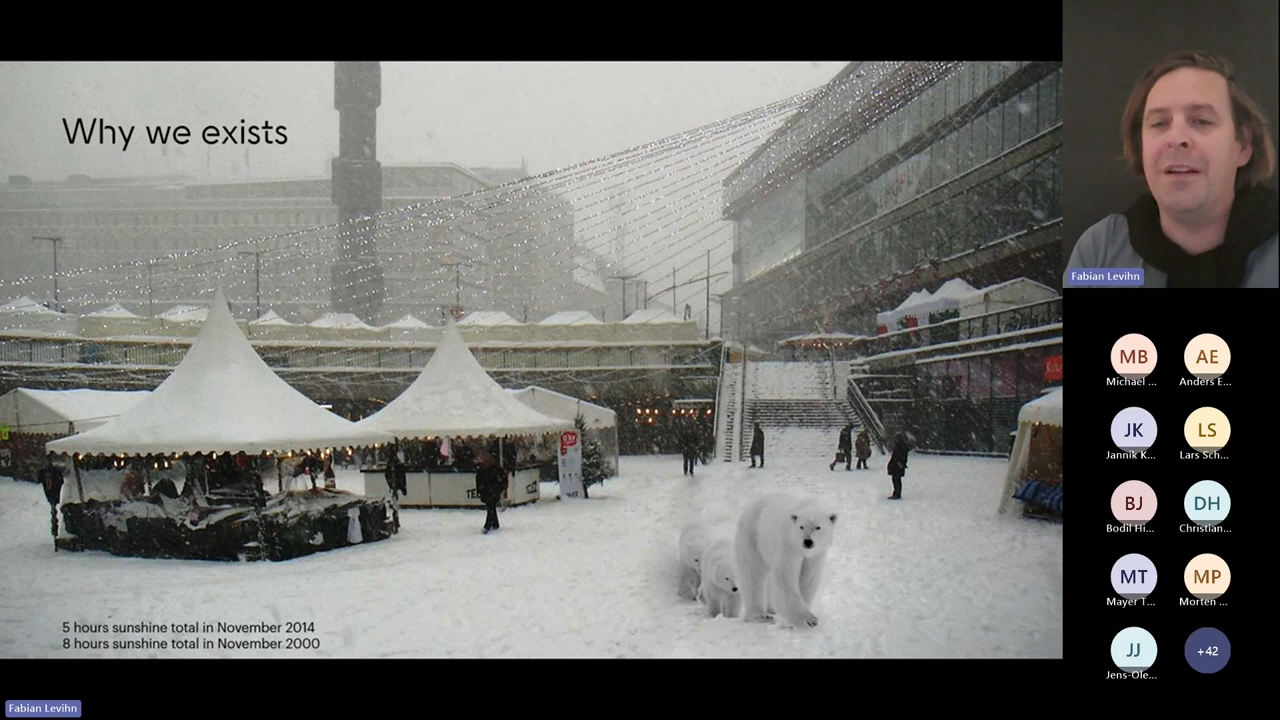 Why we exists
5 hours sunshine total in November 2014
8 hours sunshine total in November 2000
Fabian Levihn
Fabian Levihn
MB
AE
Michael ...
Anders E...
JK
LS
Jannik K...
Lars Sch...
BJ
DH
Bodil Hi...
Christian...
MT
MP
Mayer T...
Morten ...
JJ
+42
Jens-Ole...